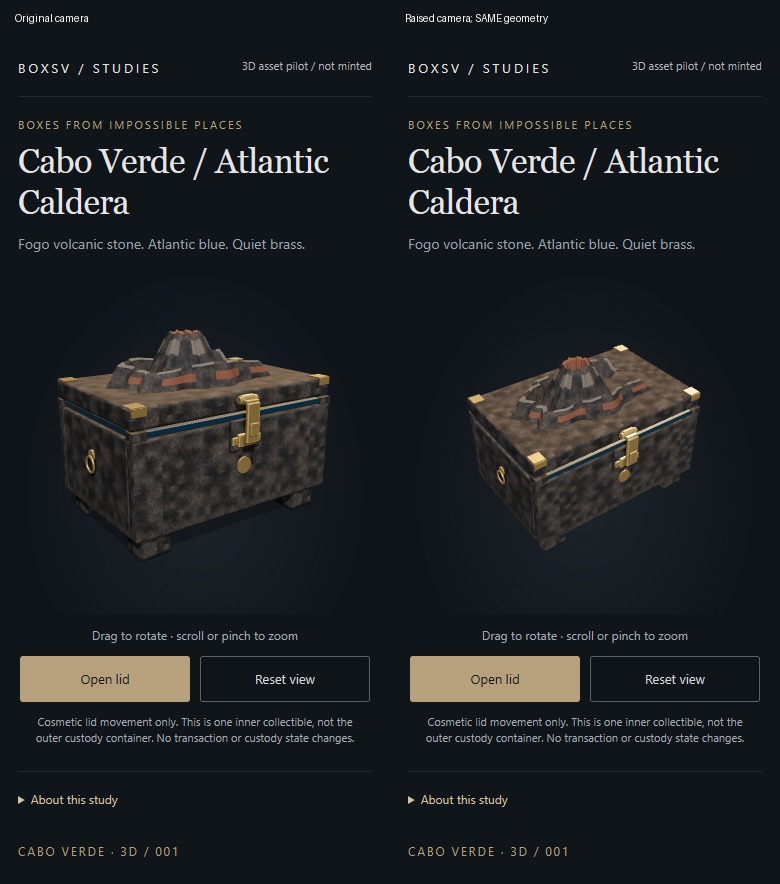 Original camera
BOXSV / STUDIES
3D asset pilot / not minted
BOXES FROM IMPOSSIBLE PLACES
Cabo Verde / Atlantic
Caldera
Fogo volcanic stone. Atlantic blue. Quiet brass.
Drag to rotate · scroll or pinch to zoom
Open lid
Reset view
Cosmetic lid movement only. This is one inner collectible, not the
outer custody container. No transaction or custody state changes.
About this study
CABO VERDE · 3D / 001
Raised camera; SAME geometry
BOXSV / STUDIES
3D asset pilot / not minted
BOXES FROM IMPOSSIBLE PLACES
Cabo Verde / Atlantic
Caldera
Fogo volcanic stone. Atlantic blue. Quiet brass.
Drag to rotate · scroll or pinch to zoom
Open lid
Reset view
Cosmetic lid movement only. This is one inner collectible, not the
outer custody container. No transaction or custody state changes.
About this study
CABO VERDE · 3D / 001